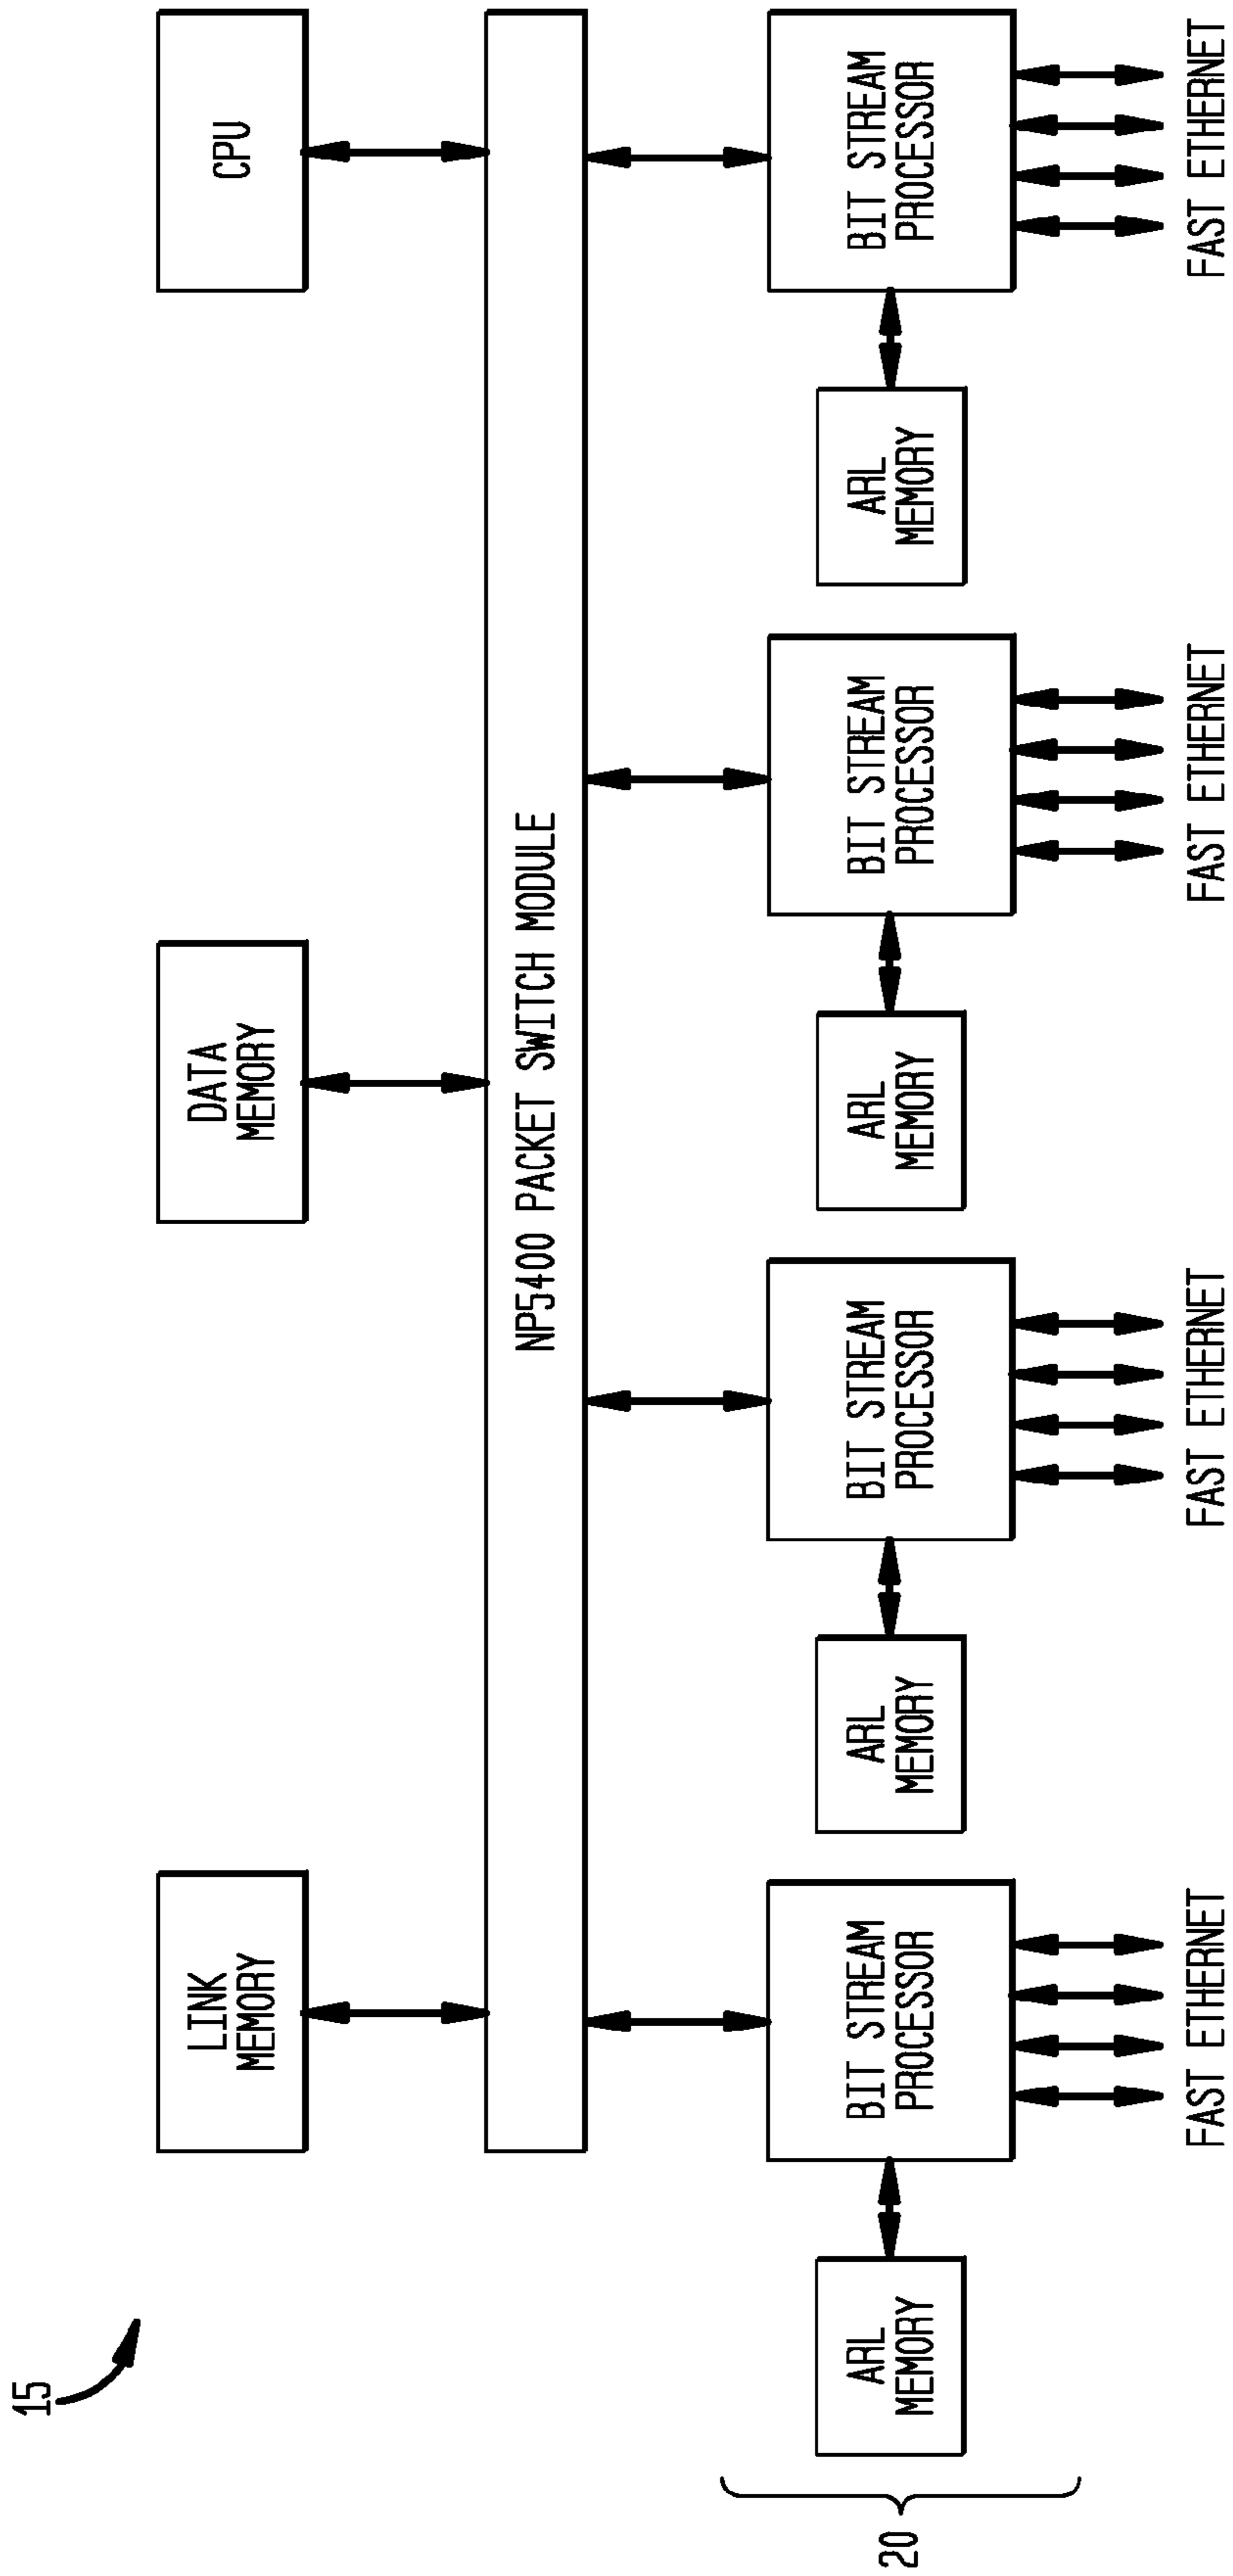 15
LINK
MEMORY
DATA
MEMORY
CPU
NP5400 PACKET SWITCH MODULE
20
ARL
MEMORY
BIT STREAM
PROCESSOR
ARL
MEMORY
BIT STREAM
PROCESSOR
ARL
MEMORY
BIT STREAM
PROCESSOR
ARL
MEMORY
BIT STREAM
PROCESSOR
FAST ETHERNET
FAST ETHERNET
FAST ETHERNET
FAST ETHERNET